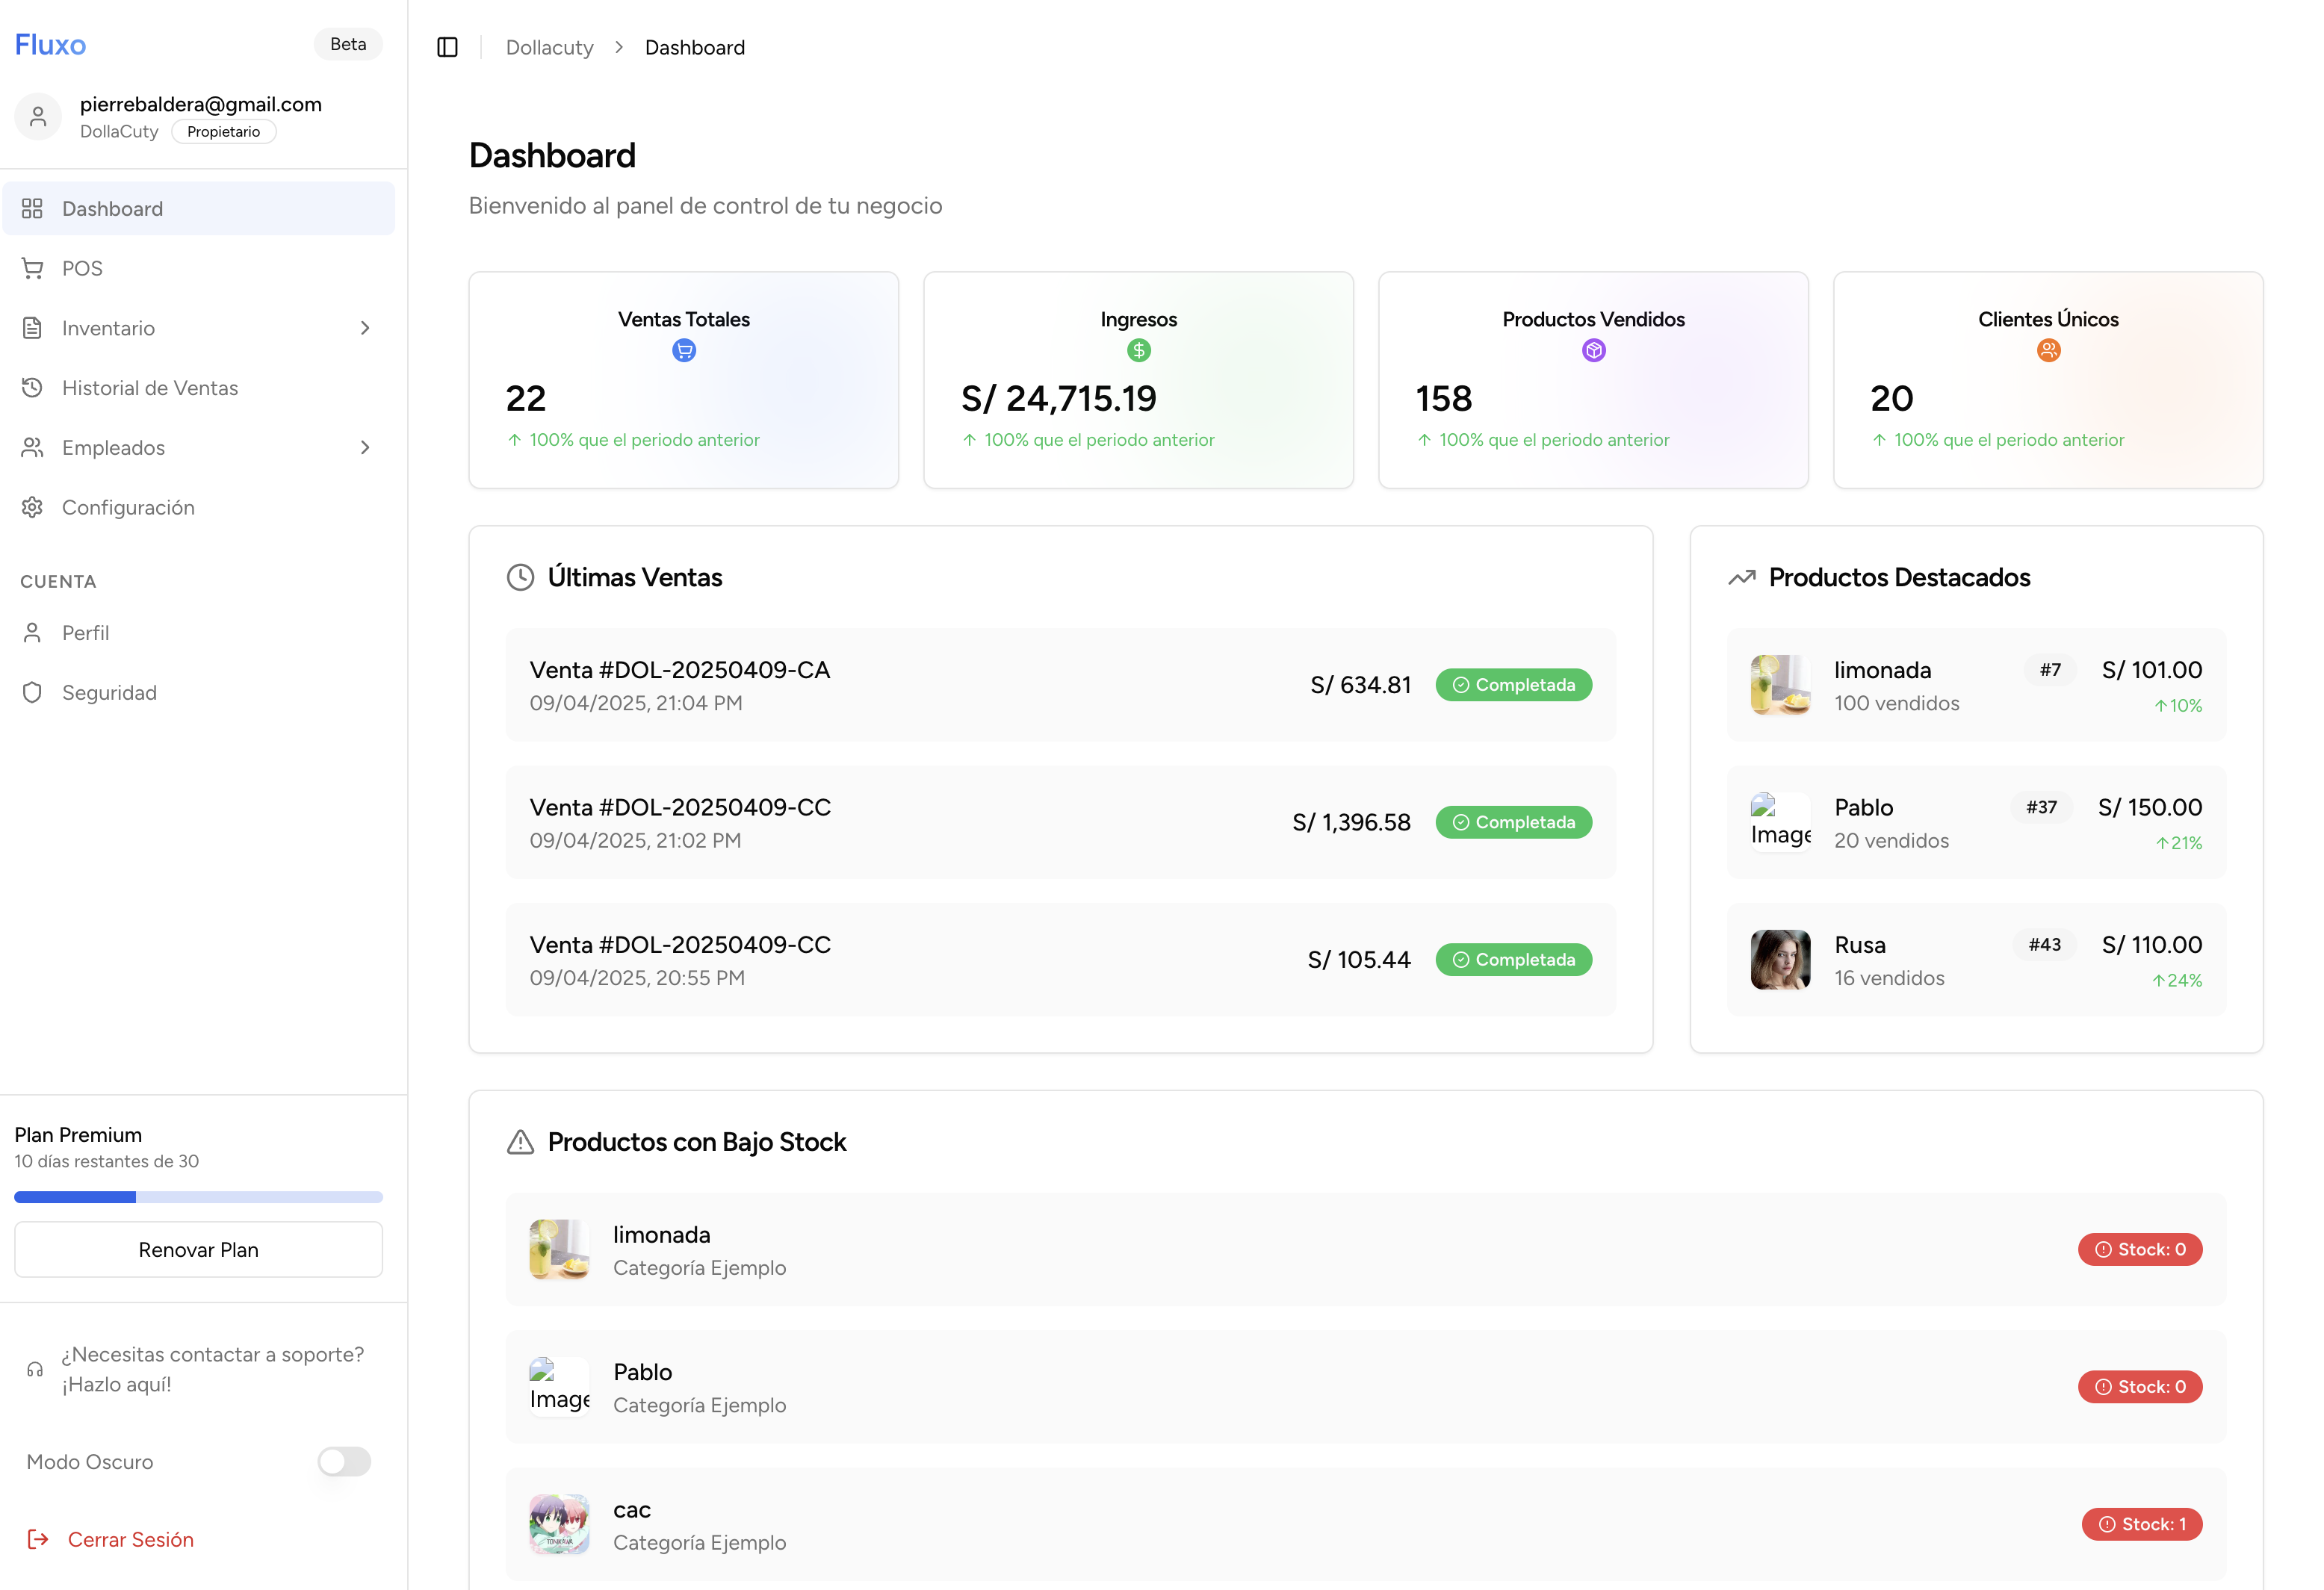 Fluxo
Beta
pierrebaldera@gmail.com
DollaCuty
Propietario
Dashboard
POS
Inventario
Historial de Ventas
Empleados
Configuración
CUENTA
Perfil
Seguridad
Plan Premium
10 días restantes de 30
Renovar Plan
¿Necesitas contactar a soporte?
¡Hazlo aquí!
Modo Oscuro
Cerrar Sesión
Dollacuty > Dashboard
Dashboard
Bienvenido al panel de control de tu negocio
Ventas Totales
22
↑ 100% que el periodo anterior
Ingresos
S/ 24,715.19
↑ 100% que el periodo anterior
Productos Vendidos
158
↑ 100% que el periodo anterior
Clientes Únicos
20
↑ 100% que el periodo anterior
Últimas Ventas
Venta #DOL-20250409-CA
09/04/2025, 21:04 PM
S/ 634.81
Completada
Venta #DOL-20250409-CC
09/04/2025, 21:02 PM
S/ 1,396.58
Completada
Venta #DOL-20250409-CC
09/04/2025, 20:55 PM
S/ 105.44
Completada
Productos Destacados
limonada
100 vendidos
#7
S/ 101.00
↑10%
Image
Pablo
20 vendidos
#37
S/ 150.00
↑21%
Rusa
16 vendidos
#43
S/ 110.00
↑24%
Productos con Bajo Stock
limonada
Categoría Ejemplo
Stock: 0
Image
Pablo
Categoría Ejemplo
Stock: 0
cac
Categoría Ejemplo
Stock: 1